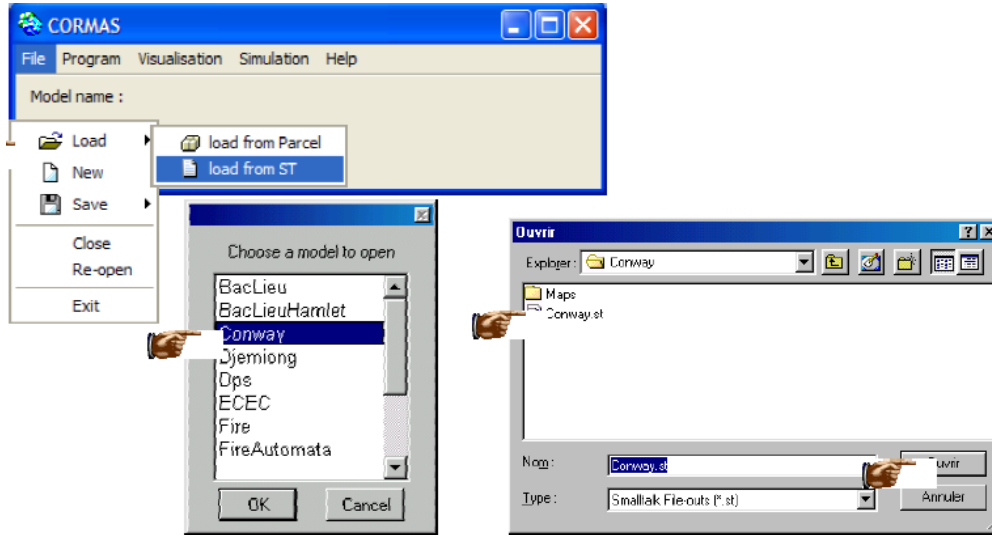 CORMAS
File Program Visualisation Simulation Help
Model name :
Load
load from Parcel
New
load from ST
Save
Close
Re-open
Exit
Choose a model to open
BacLieu
BacLieuHamlet
Conway
Djemiong
Dps
ECEC
Fire
FireAutomata
OK Cancel
Ouvrir
Explorer : Conway
Maps
Conway.st
Nom : Conway.st
Ouvrir
Type : Smalltalk File-outs (*.st)
Annuler